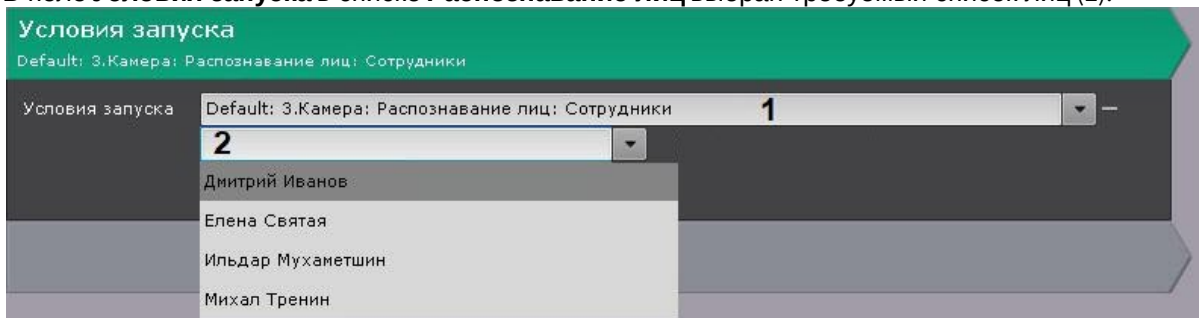 Условия запуска
Default: 3.Камера: Распознавание лиц: Сотрудники
Условия запуска Default: 3.Камера: Распознавание лиц: Сотрудники 1
2
Дмитрий Иванов
Елена Святая
Ильдар Мухаметшин
Михал Тренин